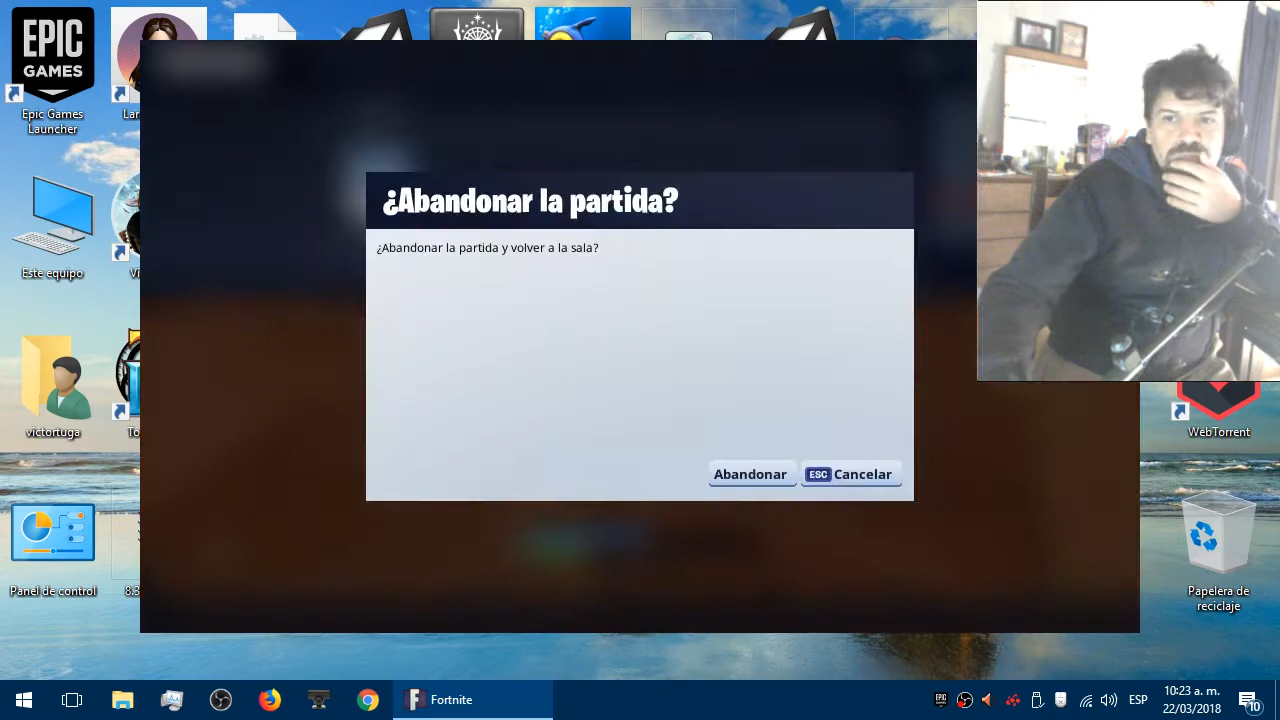 EPIC
GAMES
Epic Games
Launcher
Lar
Este equipo
Vi
victortuga
To
Panel de control
8.3
¿Abandonar la partida?
¿Abandonar la partida y volver a la sala?
Abandonar
ESC Cancelar
WebTorrent
Papelera de
reciclaje
Fortnite
EPIC
ESP
10:23 a. m.
22/03/2018
10